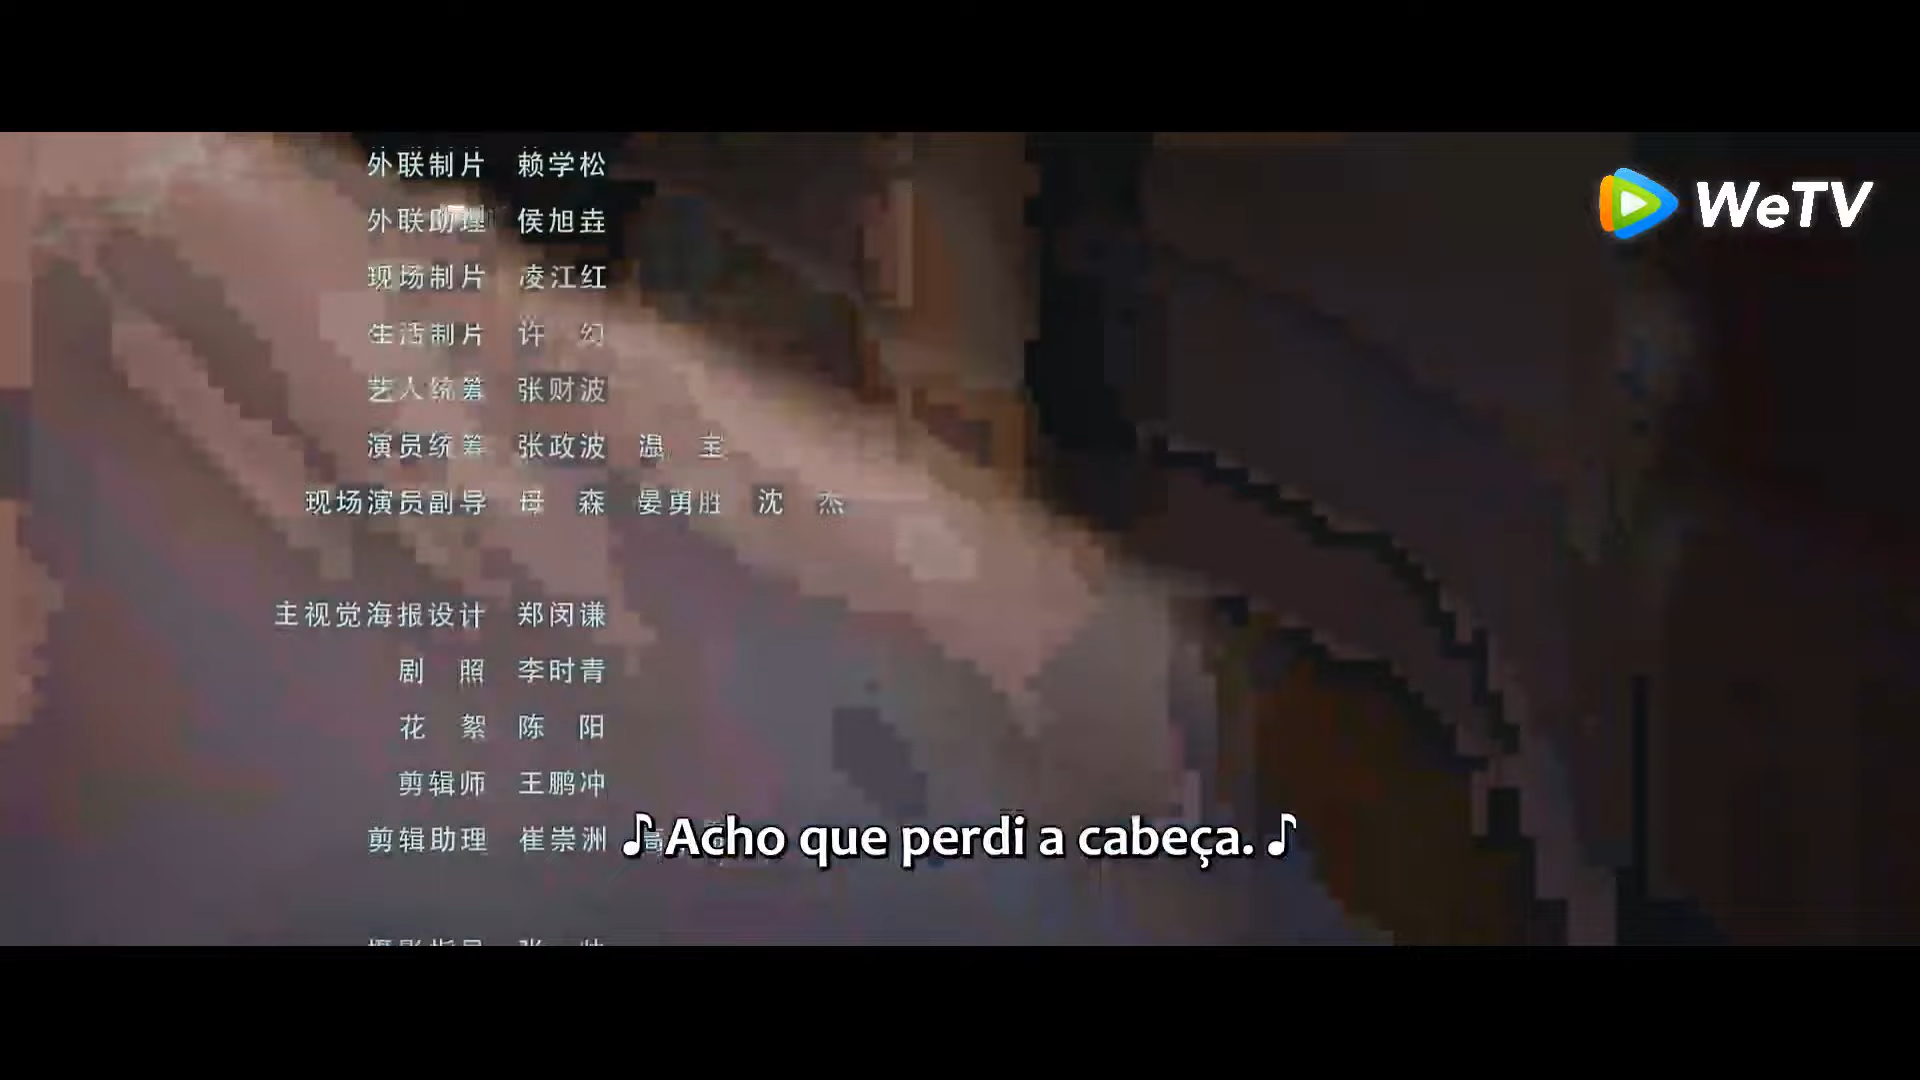 外联制片 赖学松
WeTV
外联助理 侯旭垚
现场制片 凌江红
生活制片 许 幻
艺人统筹 张财波
演员统筹 张政波 温 宝
现场演员副导 母 森 晏勇胜 沈 杰
主视觉海报设计 郑闵谦
剧 照 李时青
花 絮 陈 阳
剪辑师 王鹏冲
剪辑助理 崔崇洲
♪ Acho que perdi a cabeça. ♪